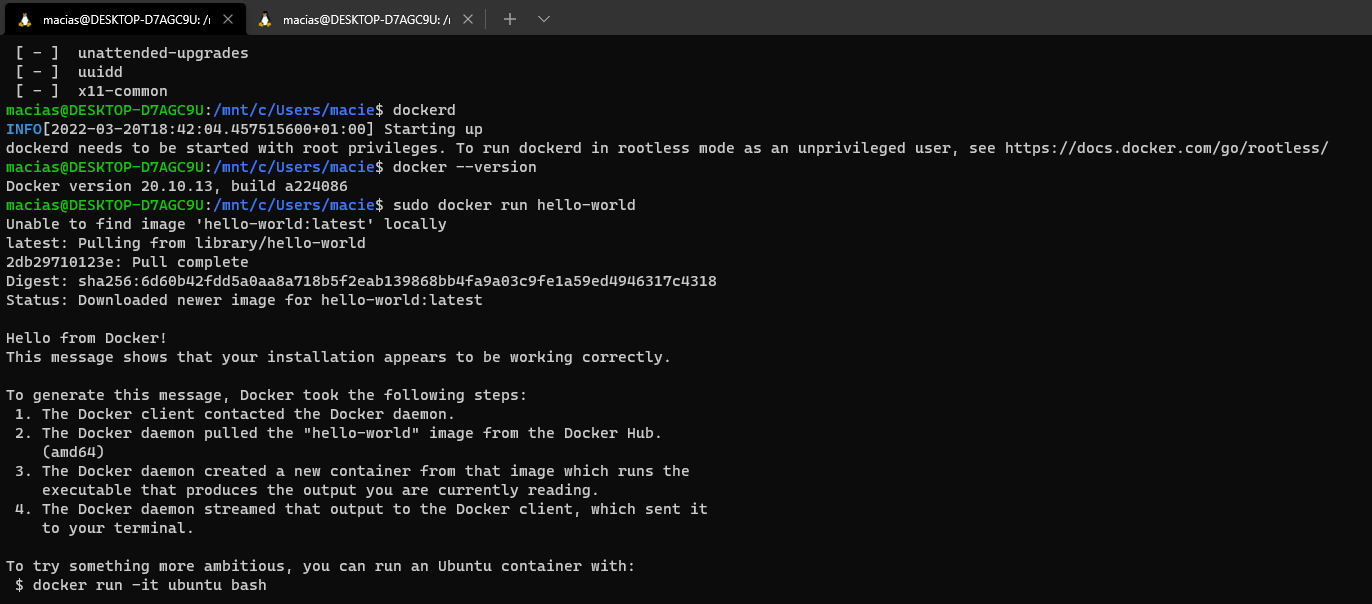 macias@DESKTOP-D7AGC9U: /
macias@DESKTOP-D7AGC9U: /
[ - ]  unattended-upgrades
[ - ]  uuidd
[ - ]  x11-common
macias@DESKTOP-D7AGC9U:/mnt/c/Users/macie$ dockerd
INFO[2022-03-20T18:42:04.457515600+01:00] Starting up
dockerd needs to be started with root privileges. To run dockerd in rootless mode as an unprivileged user, see https://docs.docker.com/go/rootless/
macias@DESKTOP-D7AGC9U:/mnt/c/Users/macie$ docker --version
Docker version 20.10.13, build a224086
macias@DESKTOP-D7AGC9U:/mnt/c/Users/macie$ sudo docker run hello-world
Unable to find image 'hello-world:latest' locally
latest: Pulling from library/hello-world
2db29710123e: Pull complete
Digest: sha256:6d60b42fdd5a0aa8a718b5f2eab139868bb4fa9a03c9fe1a59ed4946317c4318
Status: Downloaded newer image for hello-world:latest
Hello from Docker!
This message shows that your installation appears to be working correctly.
To generate this message, Docker took the following steps:
1. The Docker client contacted the Docker daemon.
2. The Docker daemon pulled the "hello-world" image from the Docker Hub.
(amd64)
3. The Docker daemon created a new container from that image which runs the
executable that produces the output you are currently reading.
4. The Docker daemon streamed that output to the Docker client, which sent it
to your terminal.
To try something more ambitious, you can run an Ubuntu container with:
$ docker run -it ubuntu bash